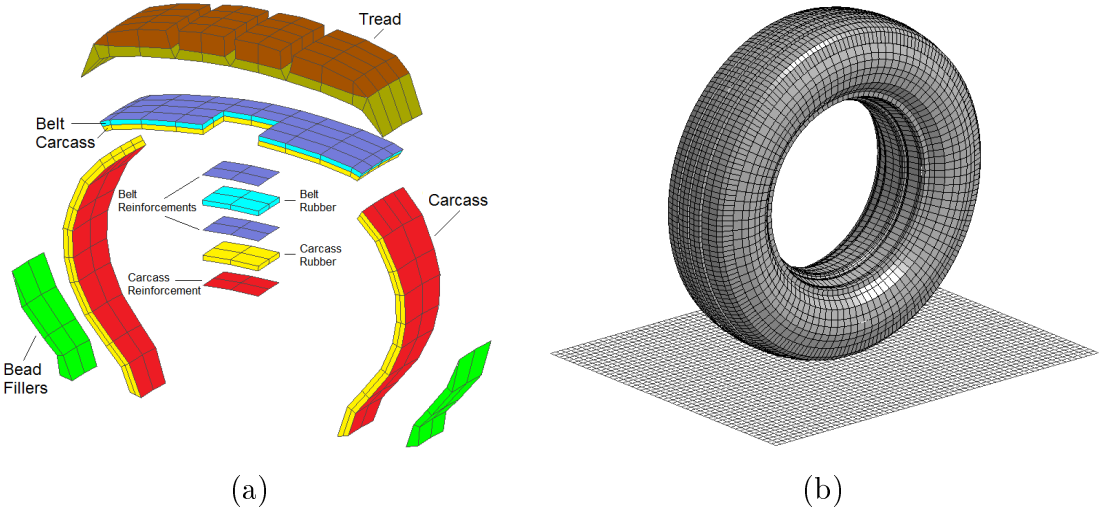 Tread
Belt
Carcass
Belt
Reinforcements
Belt
Rubber
Carcass
Carcass
Rubber
Carcass
Reinforcement
Bead
Fillers
(a)
(b)